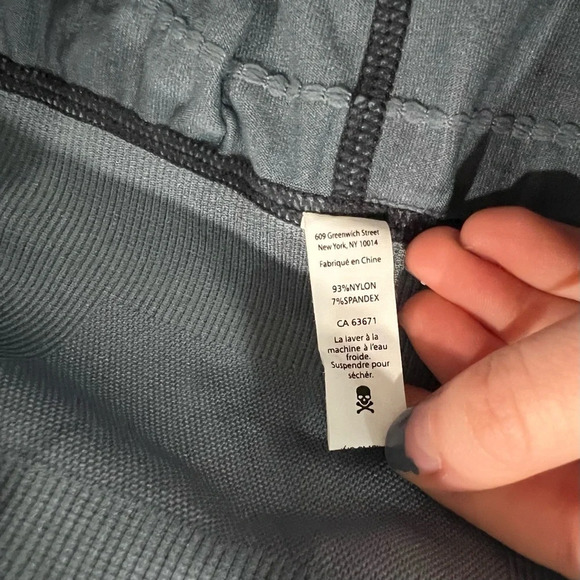 609 Greenwich Street
New York, NY 10014
Fabriqué en Chine
93%NYLON
7%SPANDEX
CA 63671
La laver à la
machine à l'eau
froide.
Suspendre pour
sécher.